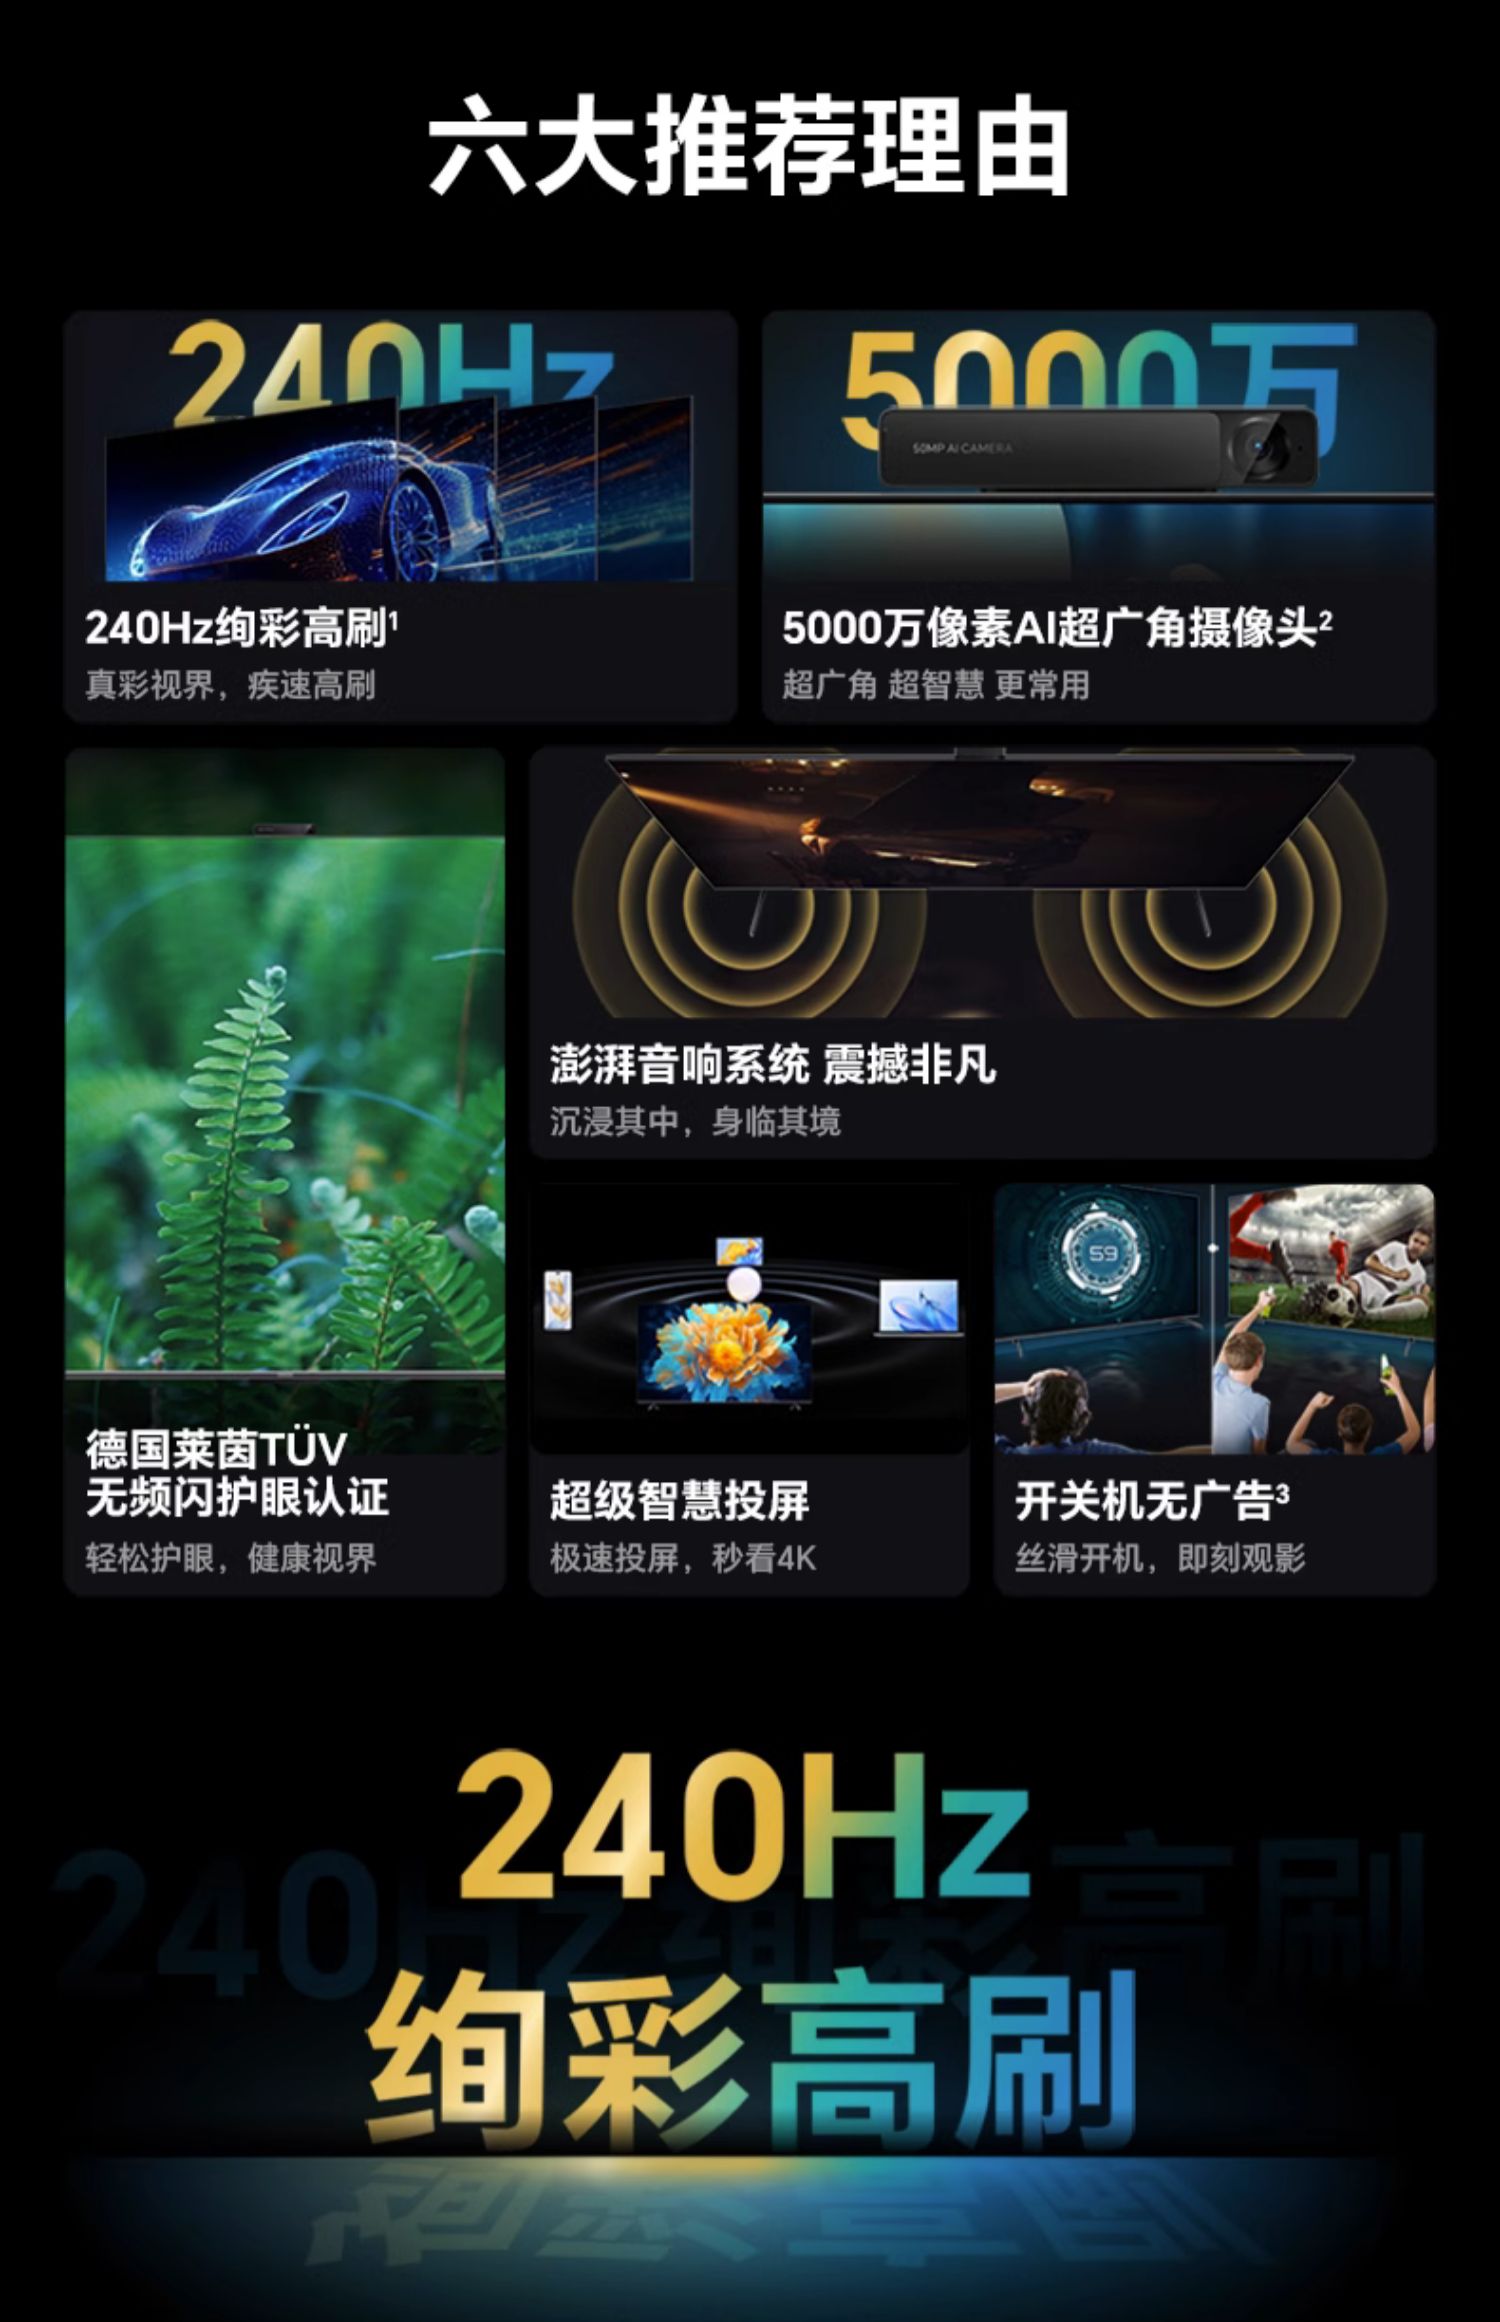 六大推荐理由
240Hz
5000万
50MP AI CAMERA
240Hz绚彩高刷¹
真彩视界，疾速高刷
5000万像素AI超广角摄像头²
超广角 超智慧 更常用
澎湃音响系统 震撼非凡
沉浸其中，身临其境
59
德国莱茵TÜV
无频闪护眼认证
轻松护眼，健康视界
超级智慧投屏
极速投屏，秒看4K
开关机无广告³
丝滑开机，即刻观影
240Hz
240Hz绚彩高刷
绚彩高刷